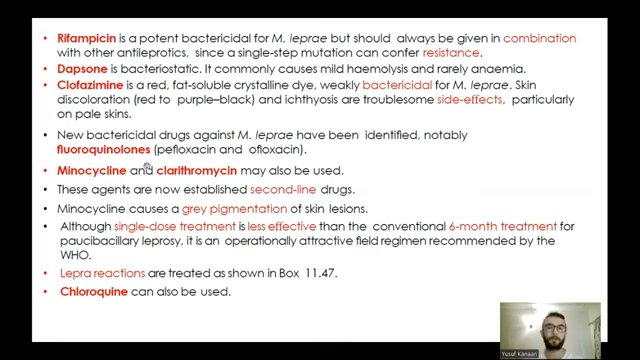 • Rifampicin is a potent bactericidal for M. leprae but should always be given in combination
with other antileprotics, since a single-step mutation can confer resistance.
• Dapsone is bacteriostatic. It commonly causes mild haemolysis and rarely anaemia.
• Clofazimine is a red, fat-soluble crystalline dye, weakly bactericidal for M. leprae. Skin
discoloration (red to purple–black) and ichthyosis are troublesome side-effects, particularly
on pale skins.
• New bactericidal drugs against M. leprae have been identified, notably
fluoroquinolones (pefloxacin and ofloxacin).
• Minocycline and clarithromycin may also be used.
• These agents are now established second-line drugs.
• Minocycline causes a grey pigmentation of skin lesions.
• Although single-dose treatment is less effective than the conventional 6-month treatment for
paucibacillary leprosy, it is an operationally attractive field regimen recommended by the
WHO.
• Lepra reactions are treated as shown in Box 11.47.
• Chloroquine can also be used.
Yusuf Kanaan